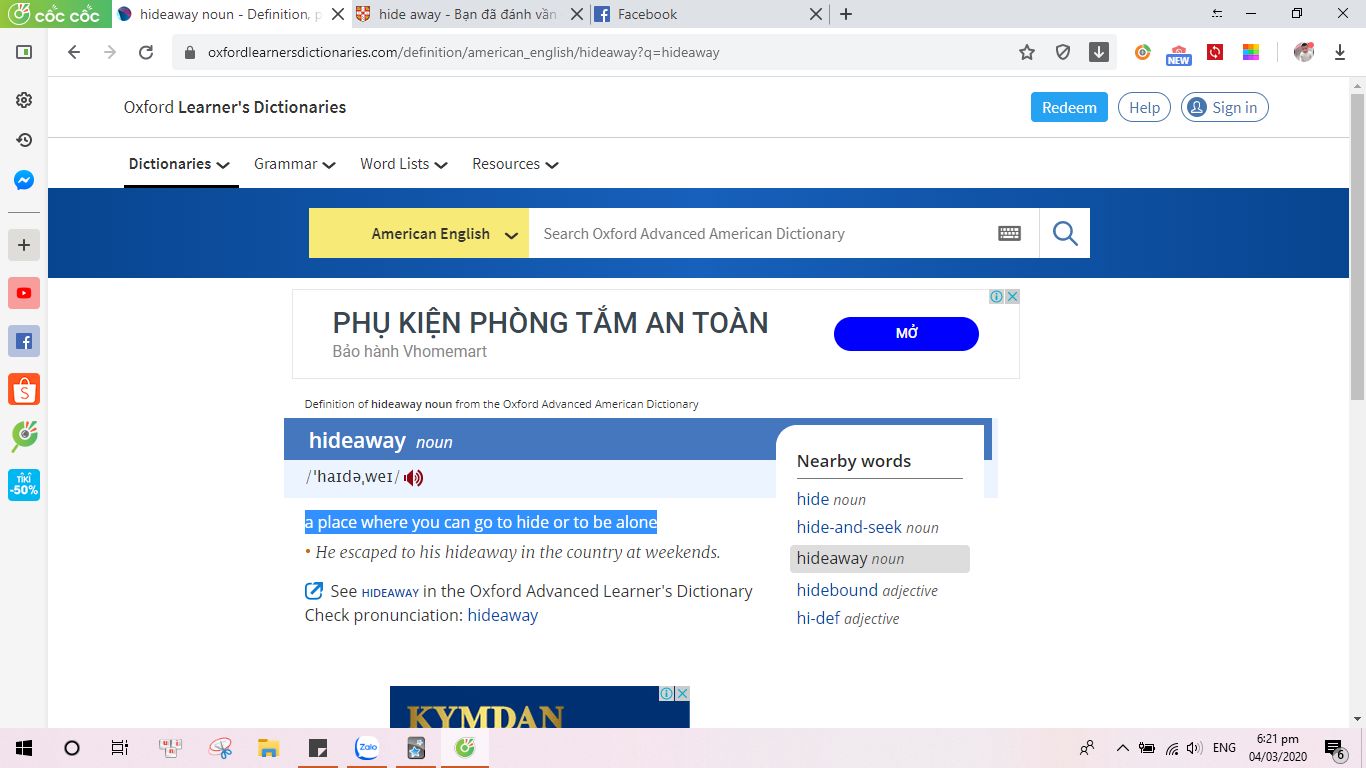 cốc cốc
hideaway noun - Definition, p
hide away - Bạn đã đánh vần
Facebook
oxfordlearnersdictionaries.com/definition/american_english/hideaway?q=hideaway
NEW
Oxford Learner's Dictionaries
Redeem
Help
Sign in
Dictionaries
Grammar
Word Lists
Resources
American English
Search Oxford Advanced American Dictionary
PHỤ KIỆN PHÒNG TẮM AN TOÀN
Bảo hành Vhomemart
MỞ
Definition of hideaway noun from the Oxford Advanced American Dictionary
hideaway noun
/ˈhaɪdəˌweɪ/
a place where you can go to hide or to be alone
• He escaped to his hideaway in the country at weekends.
See HIDEAWAY in the Oxford Advanced Learner's Dictionary
Check pronunciation: hideaway
Nearby words
hide noun
hide-and-seek noun
hideaway noun
hidebound adjective
hi-def adjective
TIKI
-50%
KYMDAN
Zalo
ENG
6:21 pm
04/03/2020
6